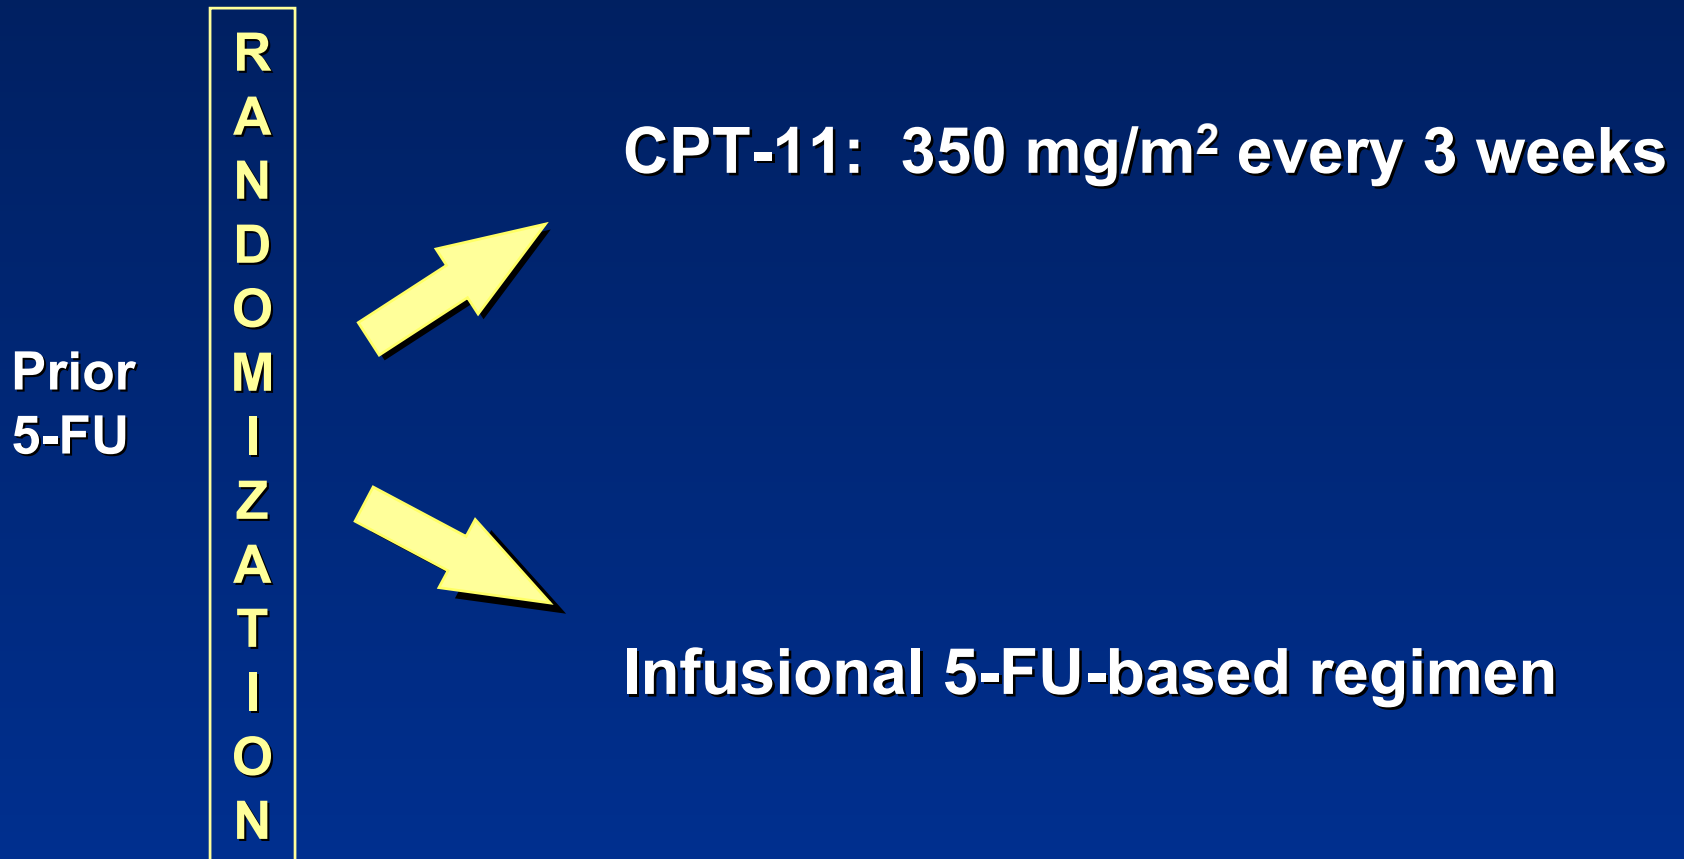 Prior
5-FU
R
A
N
D
O
M
I
Z
A
T
I
O
N
CPT-11: 350 mg/m² every 3 weeks
Infusional 5-FU-based regimen